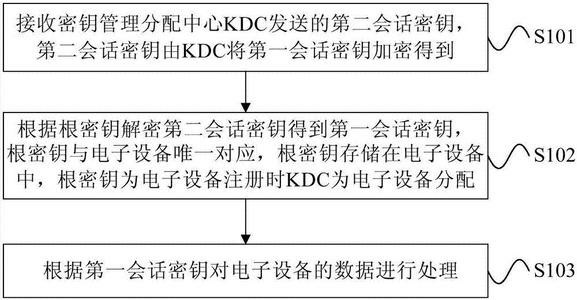 接收密钥管理分配中心KDC发送的第二会话密钥，
第二会话密钥由KDC将第一会话密钥加密得到
S101
根据根密钥解密第二会话密钥得到第一会话密钥，
根密钥与电子设备唯一对应，根密钥存储在电子设备
中，根密钥为电子设备注册时KDC为电子设备分配
S102
根据第一会话密钥对电子设备的数据进行处理
S103